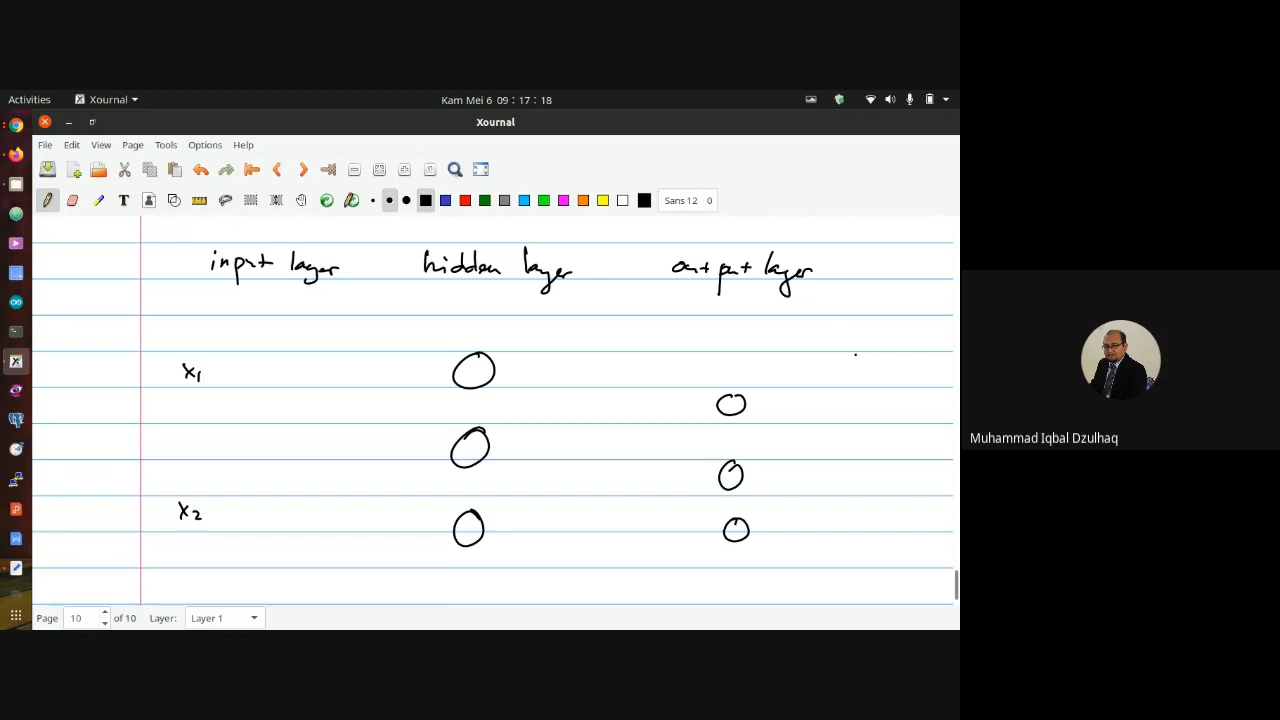 Activities Xournal Kam Mei 6 09:17:18
Xournal
File Edit View Page Tools Options Help
Sans 12 0
input layer hidden layer output layer
x1
x2
Muhammad Iqbal Dzulhaq
Page 10 of 10 Layer: Layer 1